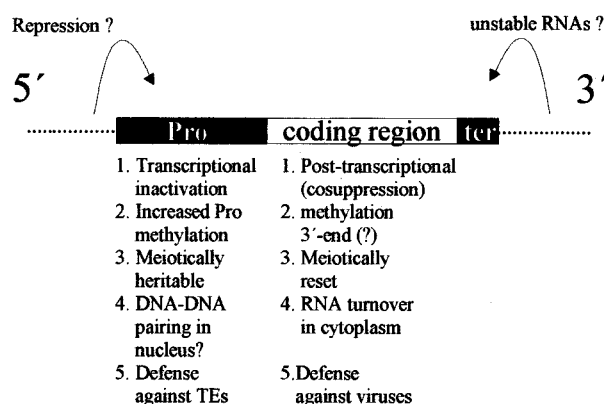 Repression ?
unstable RNAs ?
5´
3´
Pro
coding region
ter
1. Transcriptional
inactivation
2. Increased Pro
methylation
3. Meiotically
heritable
4. DNA-DNA
pairing in
nucleus?
5. Defense
against TEs
1. Post-transcriptional
(cosuppression)
2. methylation
3´-end (?)
3. Meiotically
reset
4. RNA turnover
in cytoplasm
5.Defense
against viruses